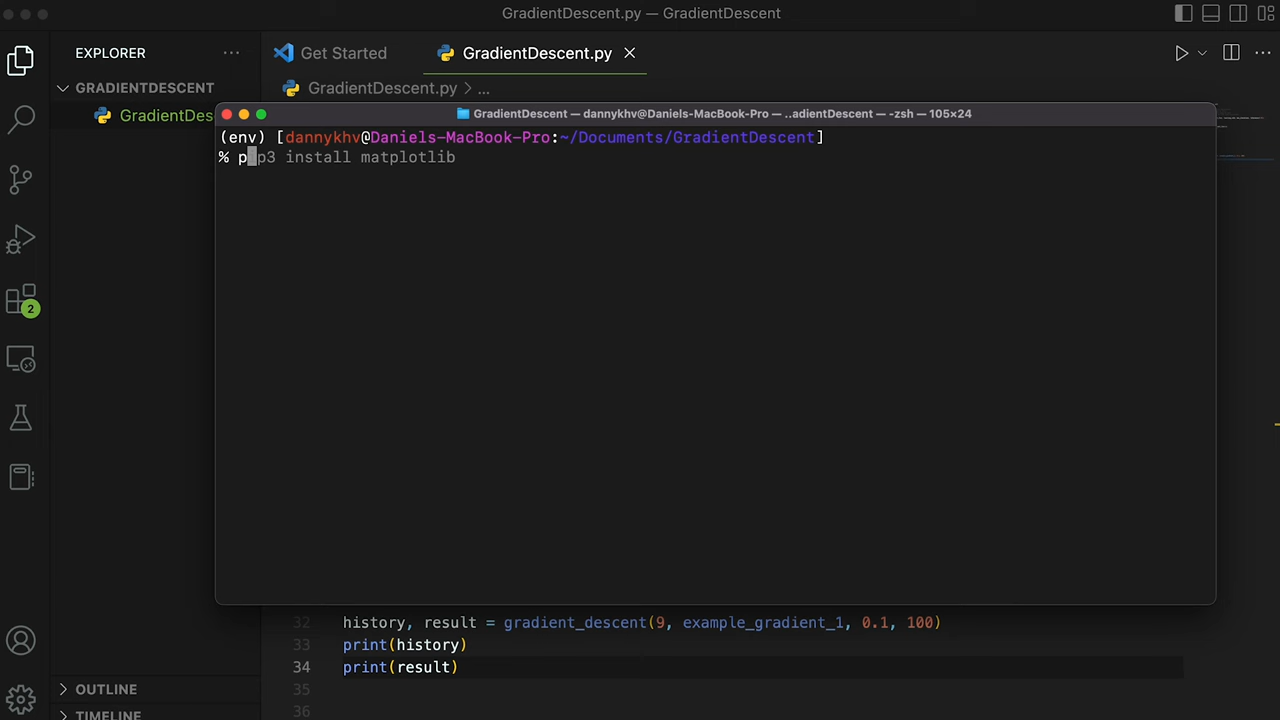 GradientDescent.py — GradientDescent
EXPLORER
Get Started
GradientDescent.py
GRADIENTDESCENT
GradientDescent.py > ...
GradientDes
GradientDescent — dannykhv@Daniels-MacBook-Pro — ..adientDescent — -zsh — 105×24
(env) [dannykhv@Daniels-MacBook-Pro:~/Documents/GradientDescent]
% pip3 install matplotlib
2
32 history, result = gradient_descent(9, example_gradient_1, 0.1, 100)
33 print(history)
34 print(result)
35
36
OUTLINE
TIMELINE